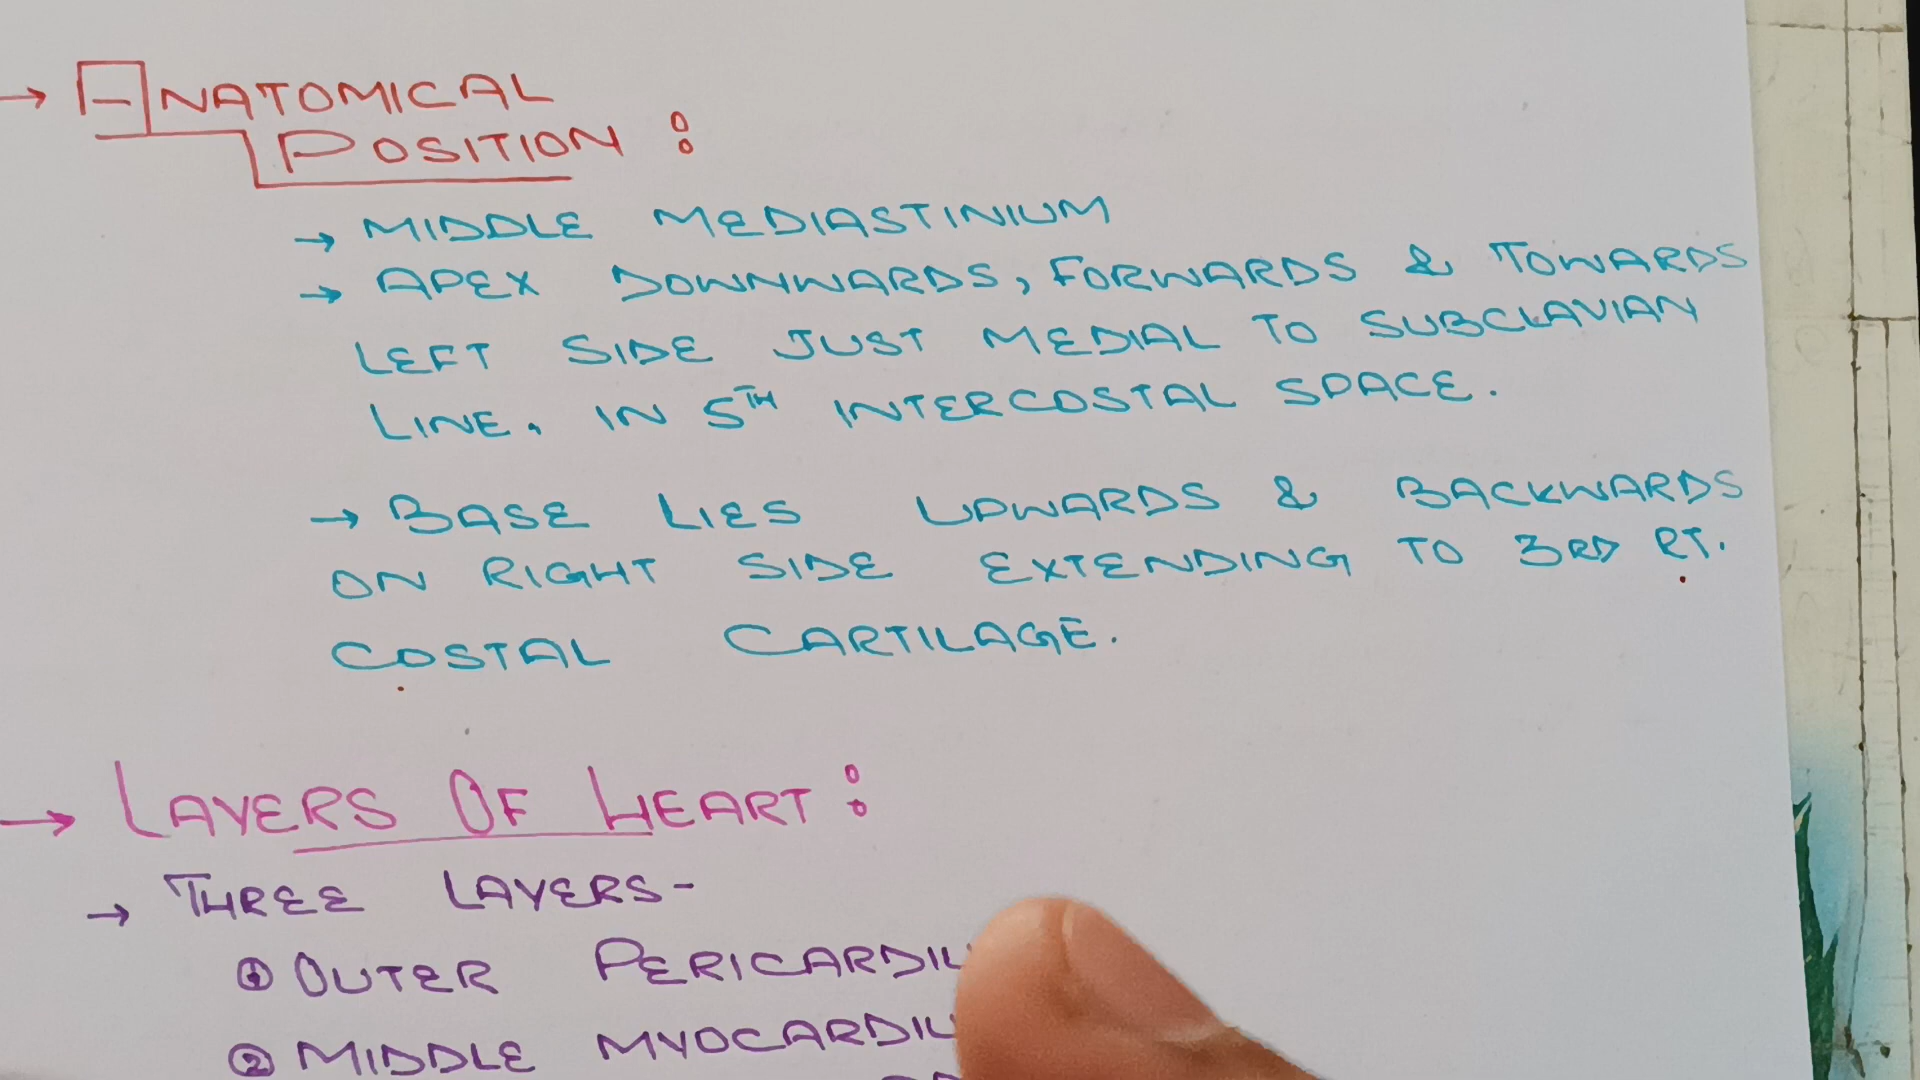 → ANATOMICAL
POSITION :
→ MIDDLE MEDIASTINIUM
→ APEX DOWNWARDS, FORWARDS & TOWARDS
LEFT SIDE JUST MEDIAL TO SUBCLAVIAN
LINE, IN 5TH INTERCOSTAL SPACE.
→ BASE LIES UPWARDS & BACKWARDS
ON RIGHT SIDE EXTENDING TO 3RD RT.
COSTAL CARTILAGE.
→ LAYERS OF HEART :
→ THREE LAYERS-
① OUTER PERICARDIU
② MIDDLE MYOCARDIU